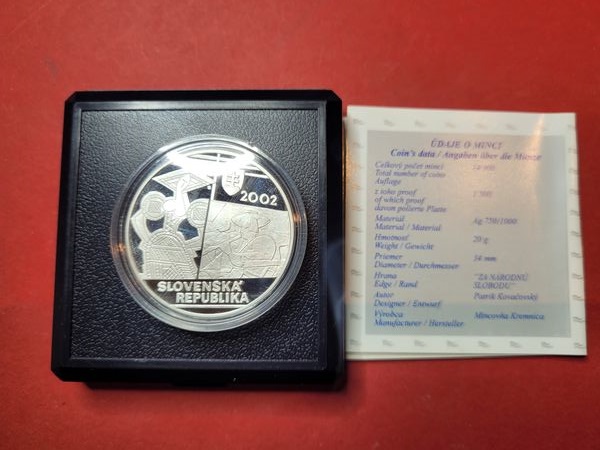 2002
SLOVENSKÁ
REPUBLIKA
ÚDAJE O MINCI
Coin's data / Angaben über die Münze
Celkový počet mincí
Total number of coins
Auflage
z toho proof
of which proof
davon polierte Platte
Materiál Ag 750/1000
Material / Material
Hmotnosť 20 g
Weight / Gewicht
Priemer 34 mm
Diameter / Durchmesser
Hrana "ZA NÁRODNÚ
Edge / Rand SLOBODU"
Autor Patrik Kovačovský
Designer / Entwurf
Výrobca Mincovňa Kremnica
Manufacturer / Hersteller